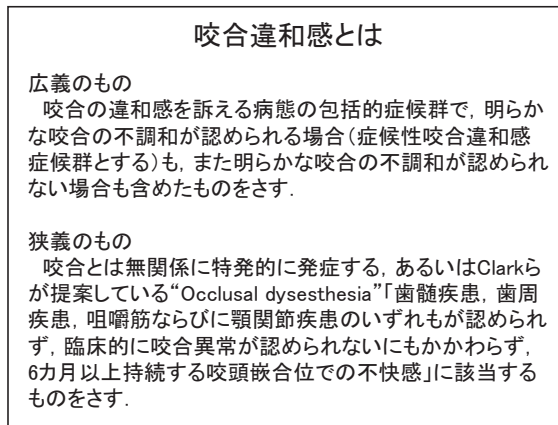 咬合違和感とは
広義のもの
咬合の違和感を訴える病態の包括的症候群で，明らか
な咬合の不調和が認められる場合（症候性咬合違和感
症候群とする）も，また明らかな咬合の不調和が認められ
ない場合も含めたものをさす．
狭義のもの
咬合とは無関係に特発的に発症する，あるいはClarkら
が提案している“Occlusal dysesthesia”「歯髄疾患，歯周
疾患，咀嚼筋ならびに顎関節疾患のいずれもが認められ
ず，臨床的に咬合異常が認められないにもかかわらず，
6カ月以上持続する咬頭嵌合位での不快感」に該当する
ものをさす．